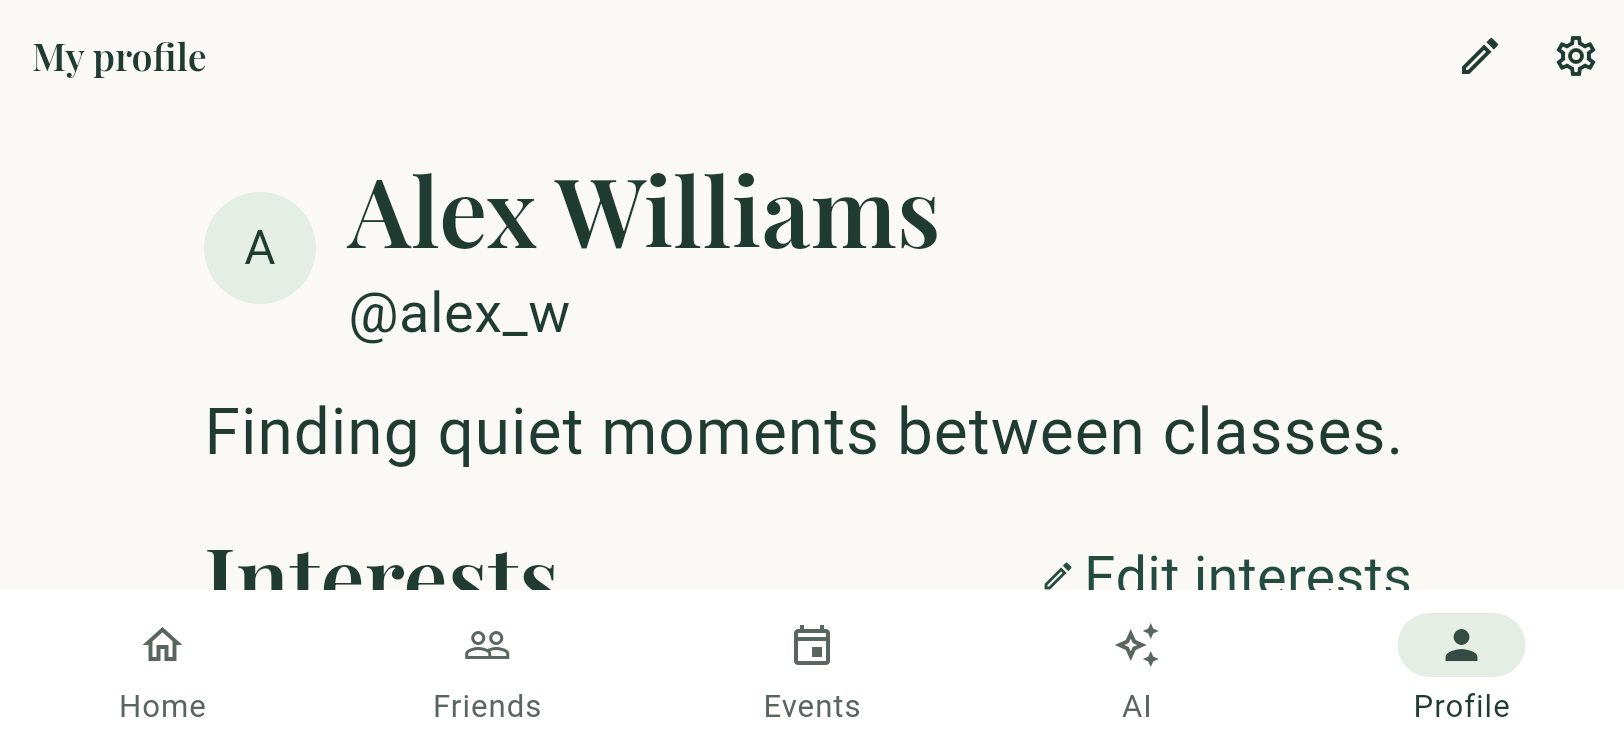 My profile
A
Alex Williams
@alex_w
Finding quiet moments between classes.
Interests
Edit interests
Home
Friends
Events
AI
Profile